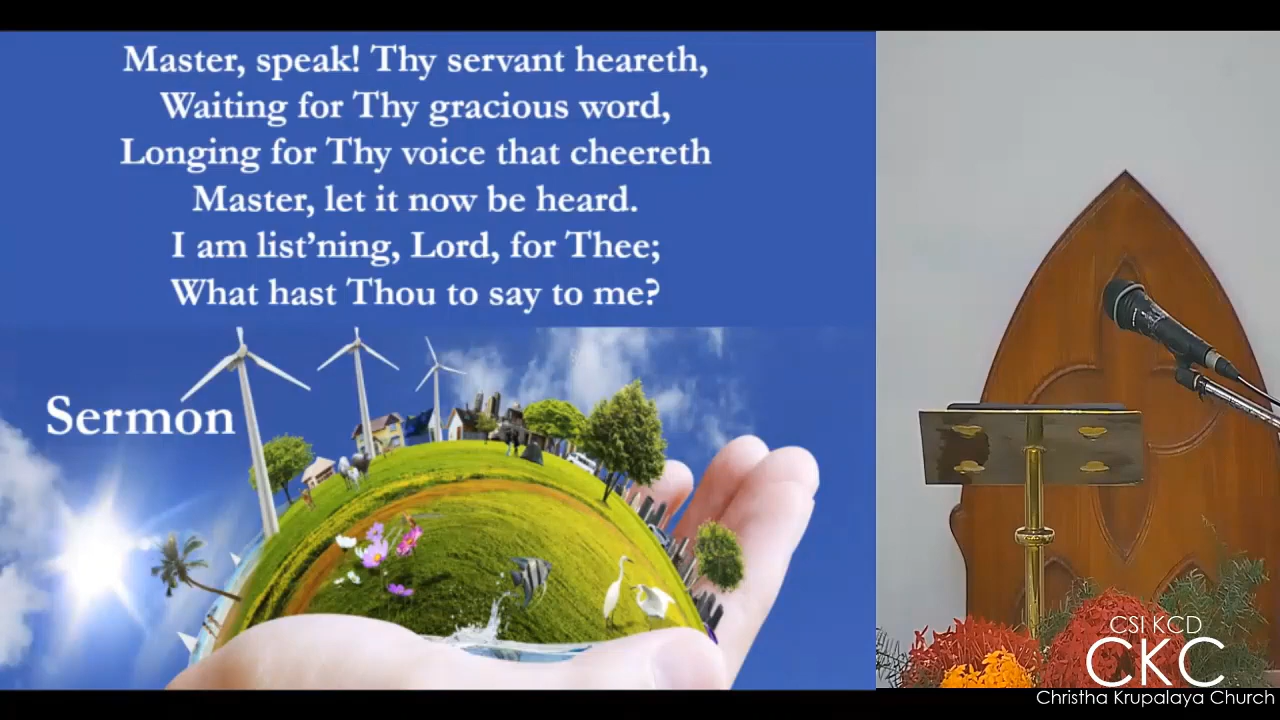 Master, speak! Thy servant heareth,
Waiting for Thy gracious word,
Longing for Thy voice that cheereth
Master, let it now be heard.
I am list’ning, Lord, for Thee;
What hast Thou to say to me?
Sermon
CSI KCD
CKC
Christha Krupalaya Church